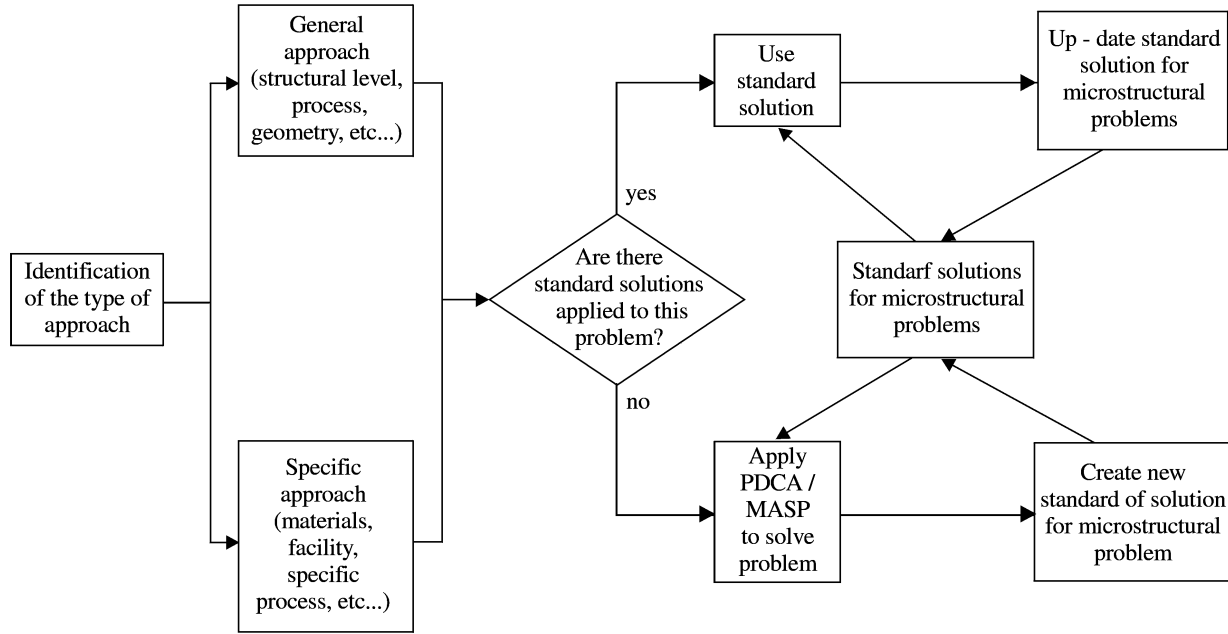 Identification
of the type of
approach
General
approach
(structural level,
process,
geometry, etc...)
Specific
approach
(materials,
facility,
specific
process, etc...)
Are there
standard solutions
applied to this
problem?
yes
no
Use
standard
solution
Up - date standard
solution for
microstructural
problems
Standarf solutions
for microstructural
problems
Apply
PDCA /
MASP
to solve
problem
Create new
standard of solution
for microstructural
problem